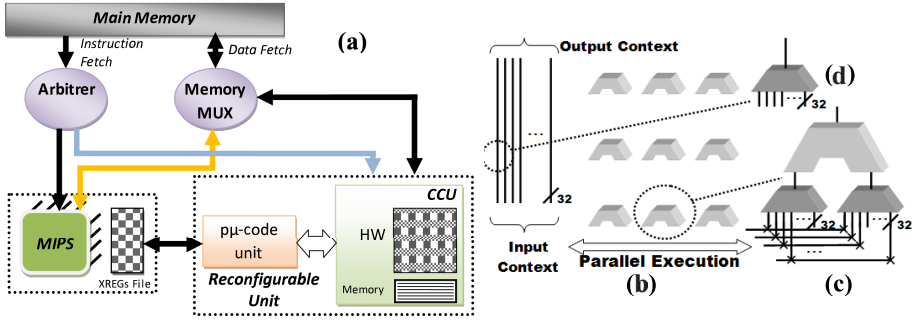 Main Memory
Instruction
Fetch
Data Fetch
(a)
Arbitrer
Memory
MUX
MIPS
XREGs File
pμ-code
unit
Reconfigurable
Unit
CCU
HW
Memory
Output Context
...
32
Input
Context
Parallel Execution
(b)
(d)
...
32
32
32
...
(c)